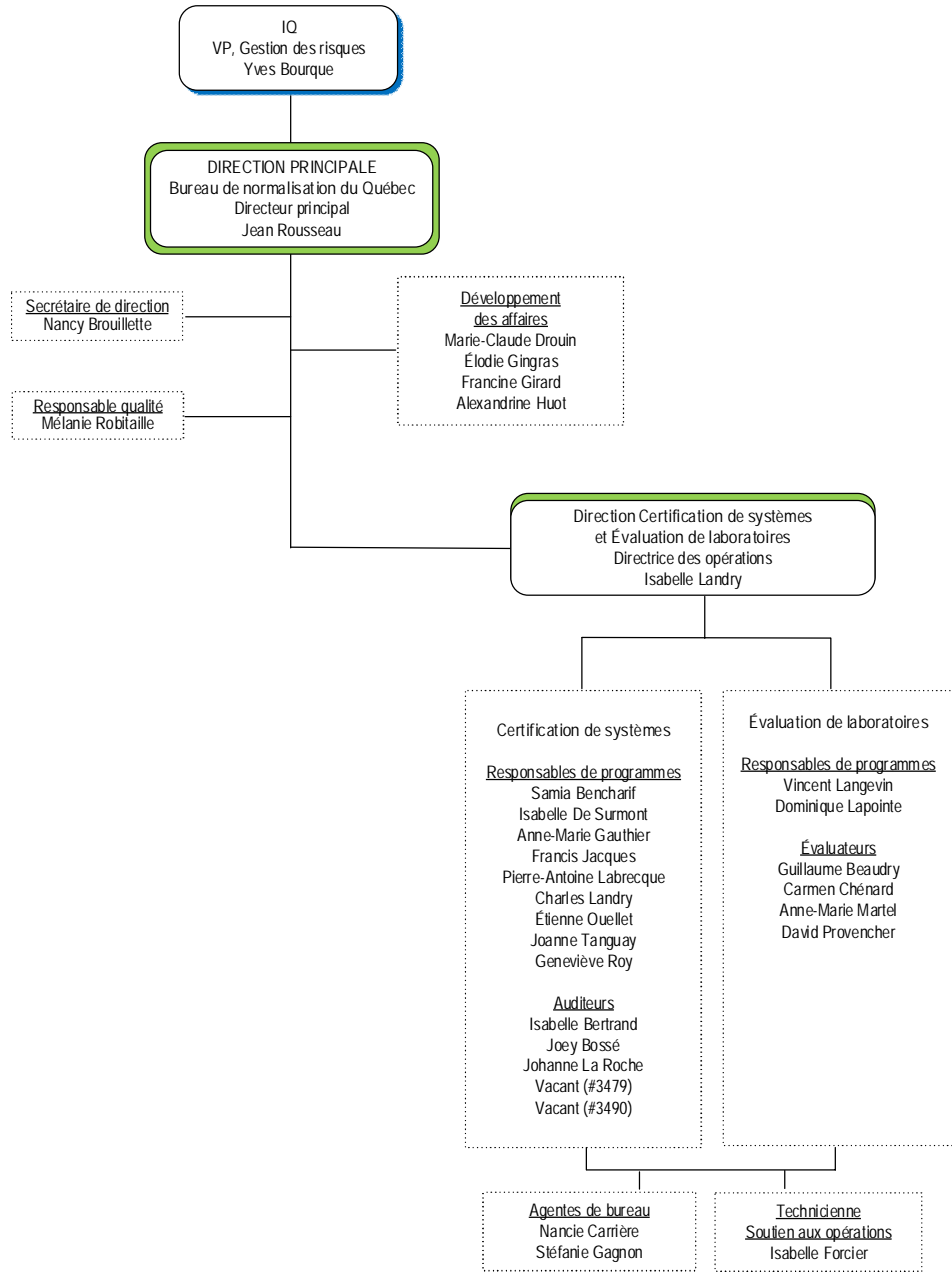 IQ
VP, Gestion des risques
Yves Bourque
DIRECTION PRINCIPALE
Bureau de normalisation du Québec
Directeur principal
Jean Rousseau
Secrétaire de direction
Nancy Brouillette
Développement
des affaires
Marie-Claude Drouin
Élodie Gingras
Francine Girard
Alexandrine Huot
Responsable qualité
Mélanie Robitaille
Direction Certification de systèmes
et Évaluation de laboratoires
Directrice des opérations
Isabelle Landry
Certification de systèmes
Responsables de programmes
Samia Bencharif
Isabelle De Surmont
Anne-Marie Gauthier
Francis Jacques
Pierre-Antoine Labrecque
Charles Landry
Étienne Ouellet
Joanne Tanguay
Geneviève Roy
Auditeurs
Isabelle Bertrand
Joey Bossé
Johanne La Roche
Vacant (#3479)
Vacant (#3490)
Évaluation de laboratoires
Responsables de programmes
Vincent Langevin
Dominique Lapointe
Évaluateurs
Guillaume Beaudry
Carmen Chénard
Anne-Marie Martel
David Provencher
Agentes de bureau
Nancie Carrière
Stéfanie Gagnon
Technicienne
Soutien aux opérations
Isabelle Forcier